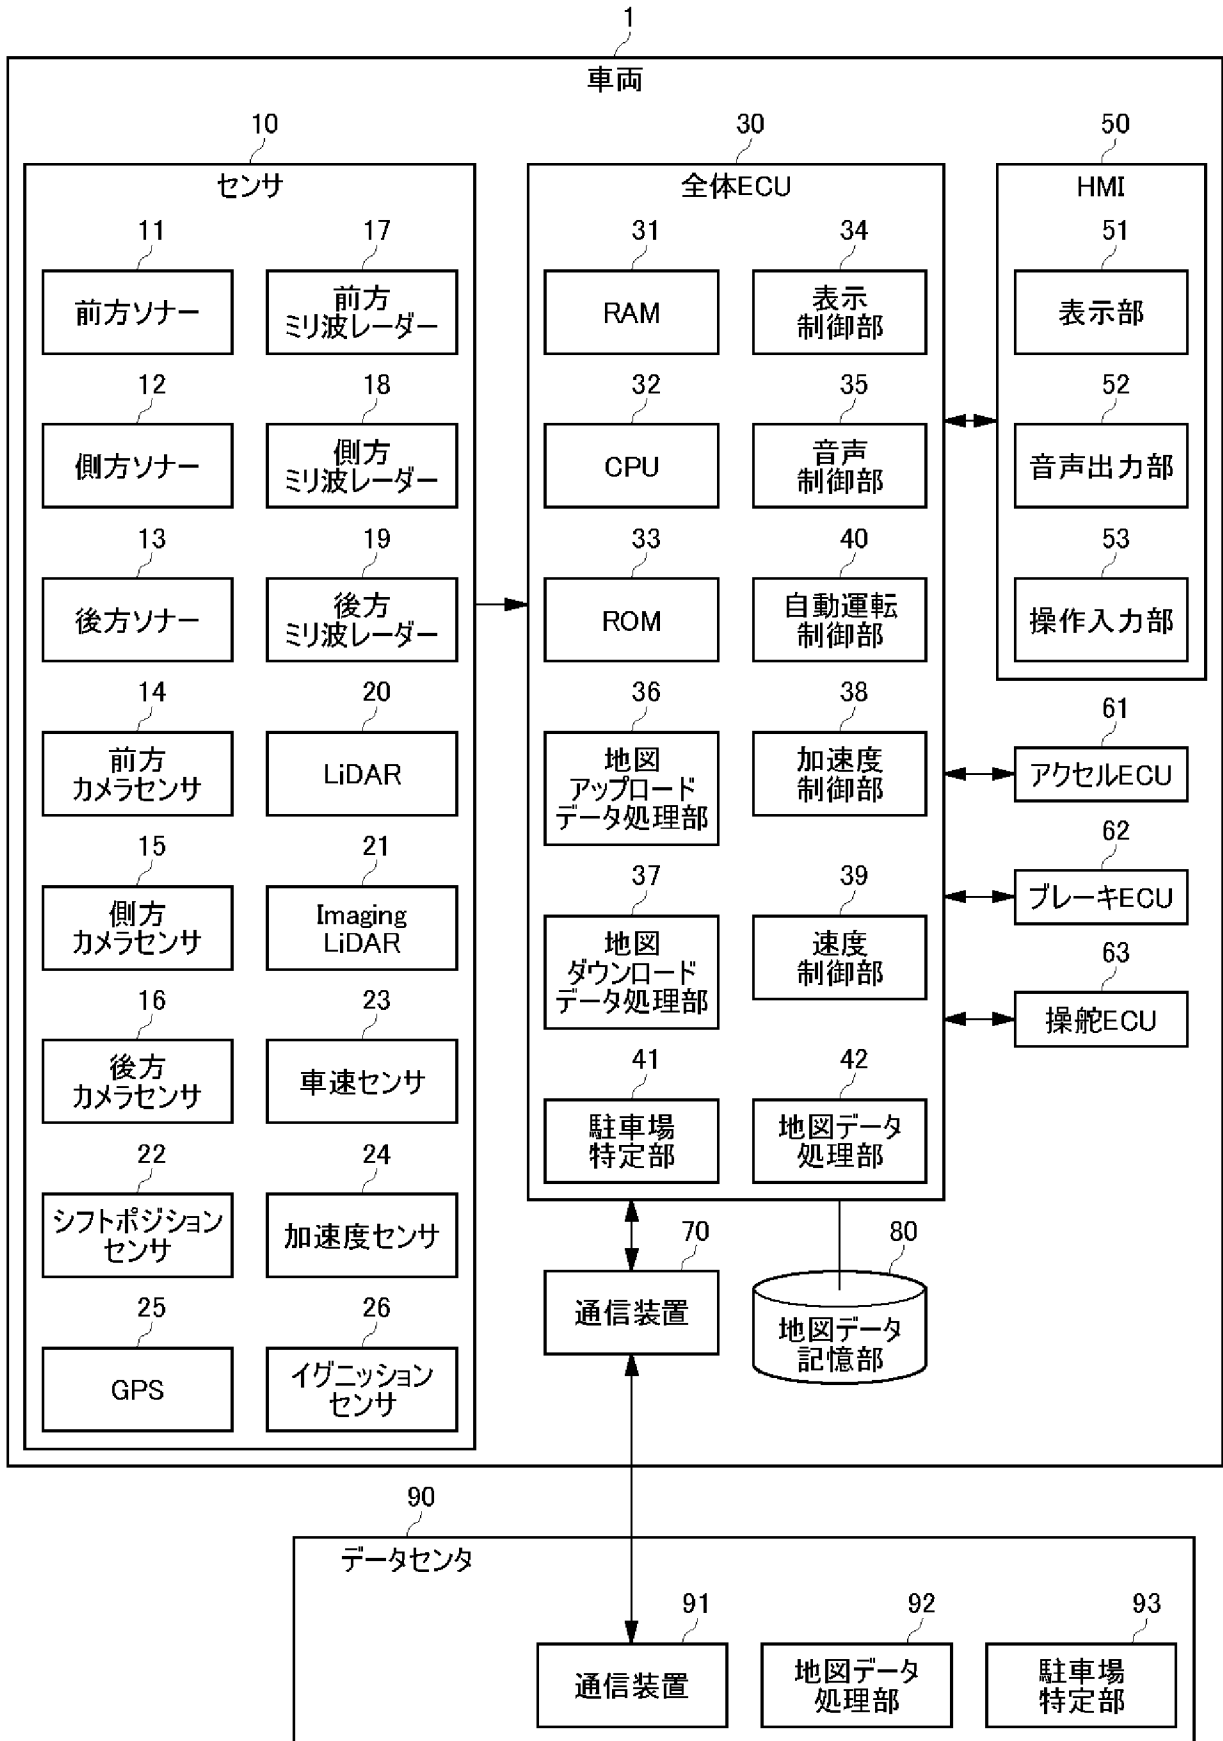 1
車両
10
センサ
11
前方ソナー
17
前方
ミリ波レーダー
12
側方ソナー
18
側方
ミリ波レーダー
13
後方ソナー
19
後方
ミリ波レーダー
14
前方
カメラセンサ
20
LiDAR
15
側方
カメラセンサ
21
Imaging
LiDAR
16
後方
カメラセンサ
23
車速センサ
22
シフトポジション
センサ
24
加速度センサ
25
GPS
26
イグニッション
センサ
30
全体ECU
31
RAM
34
表示
制御部
32
CPU
35
音声
制御部
33
ROM
40
自動運転
制御部
36
地図
アップロード
データ処理部
38
加速度
制御部
37
地図
ダウンロード
データ処理部
39
速度
制御部
41
駐車場
特定部
42
地図データ
処理部
50
HMI
51
表示部
52
音声出力部
53
操作入力部
61
アクセルECU
62
ブレーキECU
63
操舵ECU
70
通信装置
80
地図データ
記憶部
90
データセンタ
91
通信装置
92
地図データ
処理部
93
駐車場
特定部